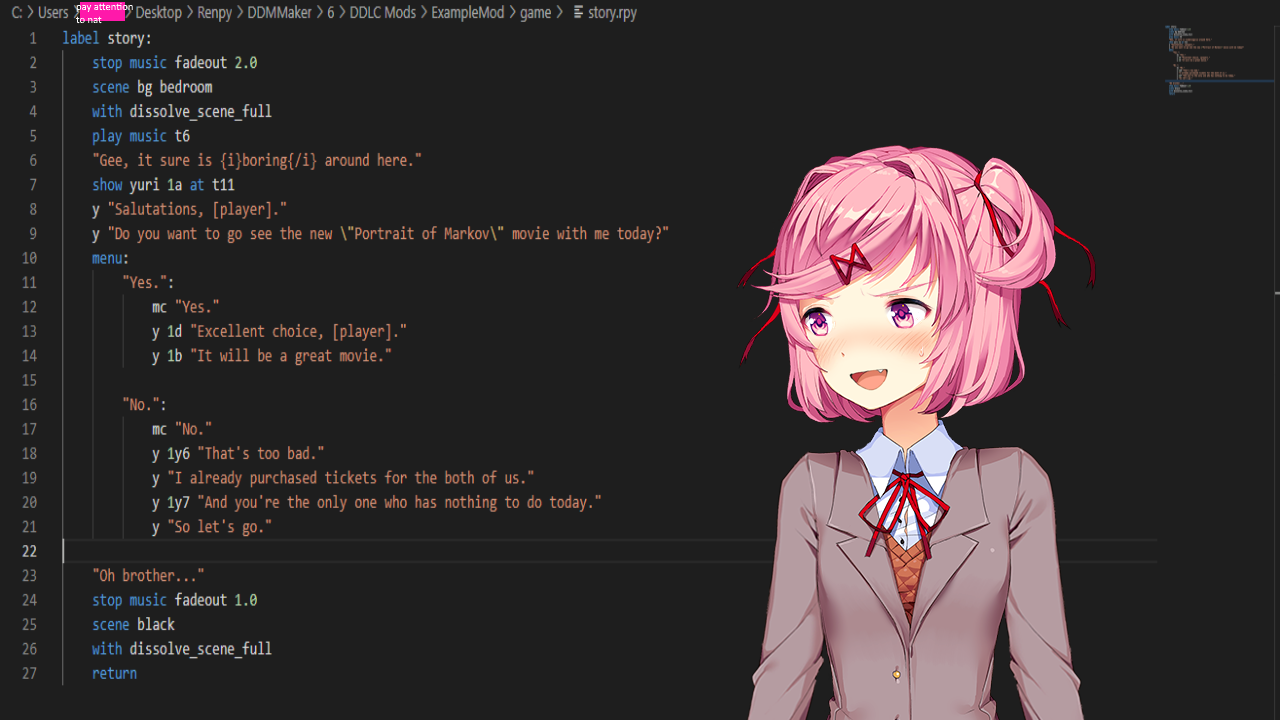 C: > Users > pay attention to nat > Desktop > Renpy > DDMMaker > 6 > DDLC Mods > ExampleMod > game > story.rpy
1 label story:
2 stop music fadeout 2.0
3 scene bg bedroom
4 with dissolve_scene_full
5 play music t6
6 "Gee, it sure is {i}boring{/i} around here."
7 show yuri 1a at t11
8 y "Salutations, [player]."
9 y "Do you want to go see the new \"Portrait of Markov\" movie with me today?"
10 menu:
11 "Yes.":
12 mc "Yes."
13 y 1d "Excellent choice, [player]."
14 y 1b "It will be a great movie."
15
16 "No.":
17 mc "No."
18 y 1y6 "That's too bad."
19 y "I already purchased tickets for the both of us."
20 y 1y7 "And you're the only one who has nothing to do today."
21 y "So let's go."
22
23 "Oh brother..."
24 stop music fadeout 1.0
25 scene black
26 with dissolve_scene_full
27 return